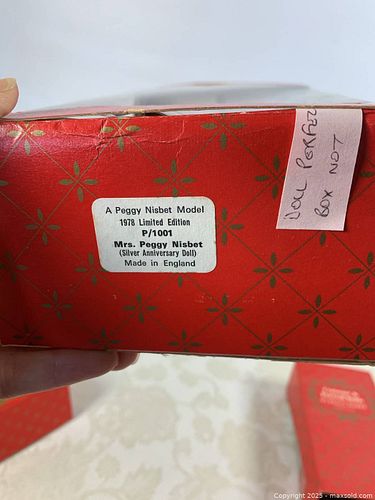 A Peggy Nisbet Model
1978 Limited Edition
P/1001
Mrs. Peggy Nisbet
(Silver Anniversary Doll)
Made in England
DOLL PERFEC
BOX NOT
Copyright 2025 - maxsold.com